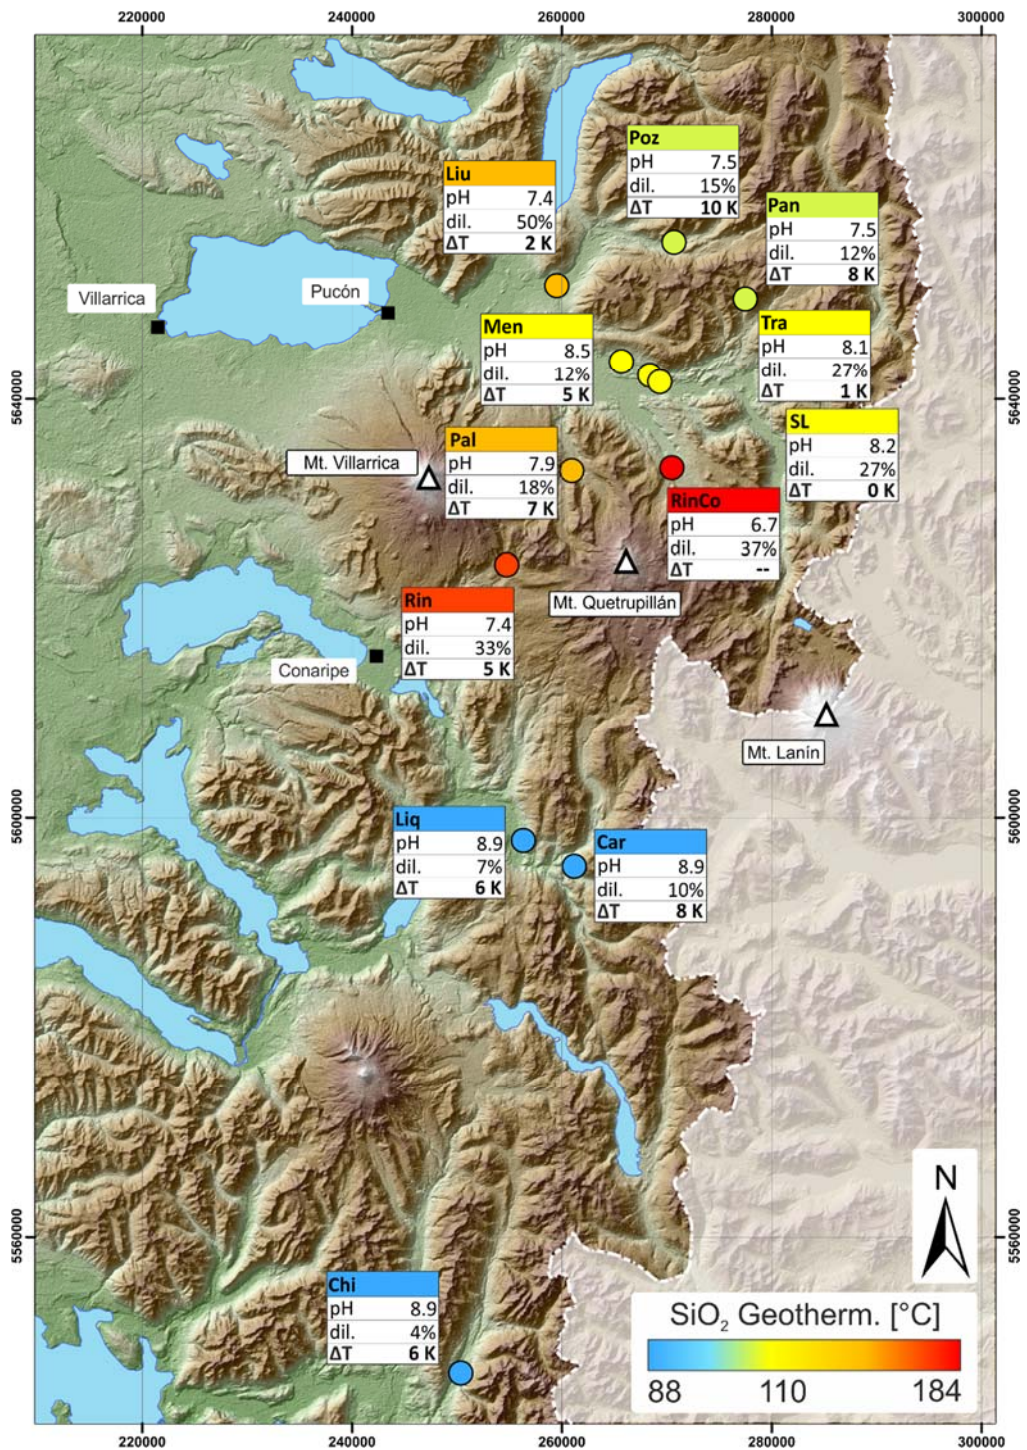 220000 240000 260000 280000 300000
Poz
pH 7.5
dil. 15%
ΔT 10 K
Liu
pH 7.4
dil. 50%
ΔT 2 K
Pan
pH 7.5
dil. 12%
ΔT 8 K
Villarrica
Pucón
Men
pH 8.5
dil. 12%
ΔT 5 K
Tra
pH 8.1
dil. 27%
ΔT 1 K
5640000 5640000
SL
pH 8.2
dil. 27%
ΔT 0 K
Mt. Villarrica
Pal
pH 7.9
dil. 18%
ΔT 7 K
RinCo
pH 6.7
dil. 37%
ΔT --
Mt. Quetrupillán
Rin
pH 7.4
dil. 33%
ΔT 5 K
Conaripe
Mt. Lanín
5600000 5600000
Liq
pH 8.9
dil. 7%
ΔT 6 K
Car
pH 8.9
dil. 10%
ΔT 8 K
N
5560000 5560000
Chi
pH 8.9
dil. 4%
ΔT 6 K
SiO₂ Geotherm. [°C]
88 110 184
220000 240000 260000 280000 300000